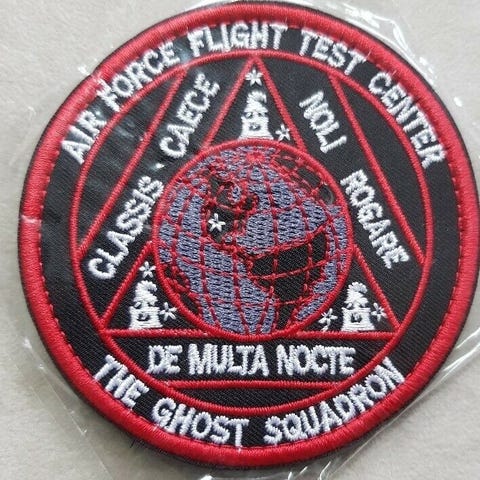 AIR FORCE FLIGHT TEST CENTER
CLASSIS CAECE
NOLI ROGARE
DE MULTA NOCTE
THE GHOST SQUADRON